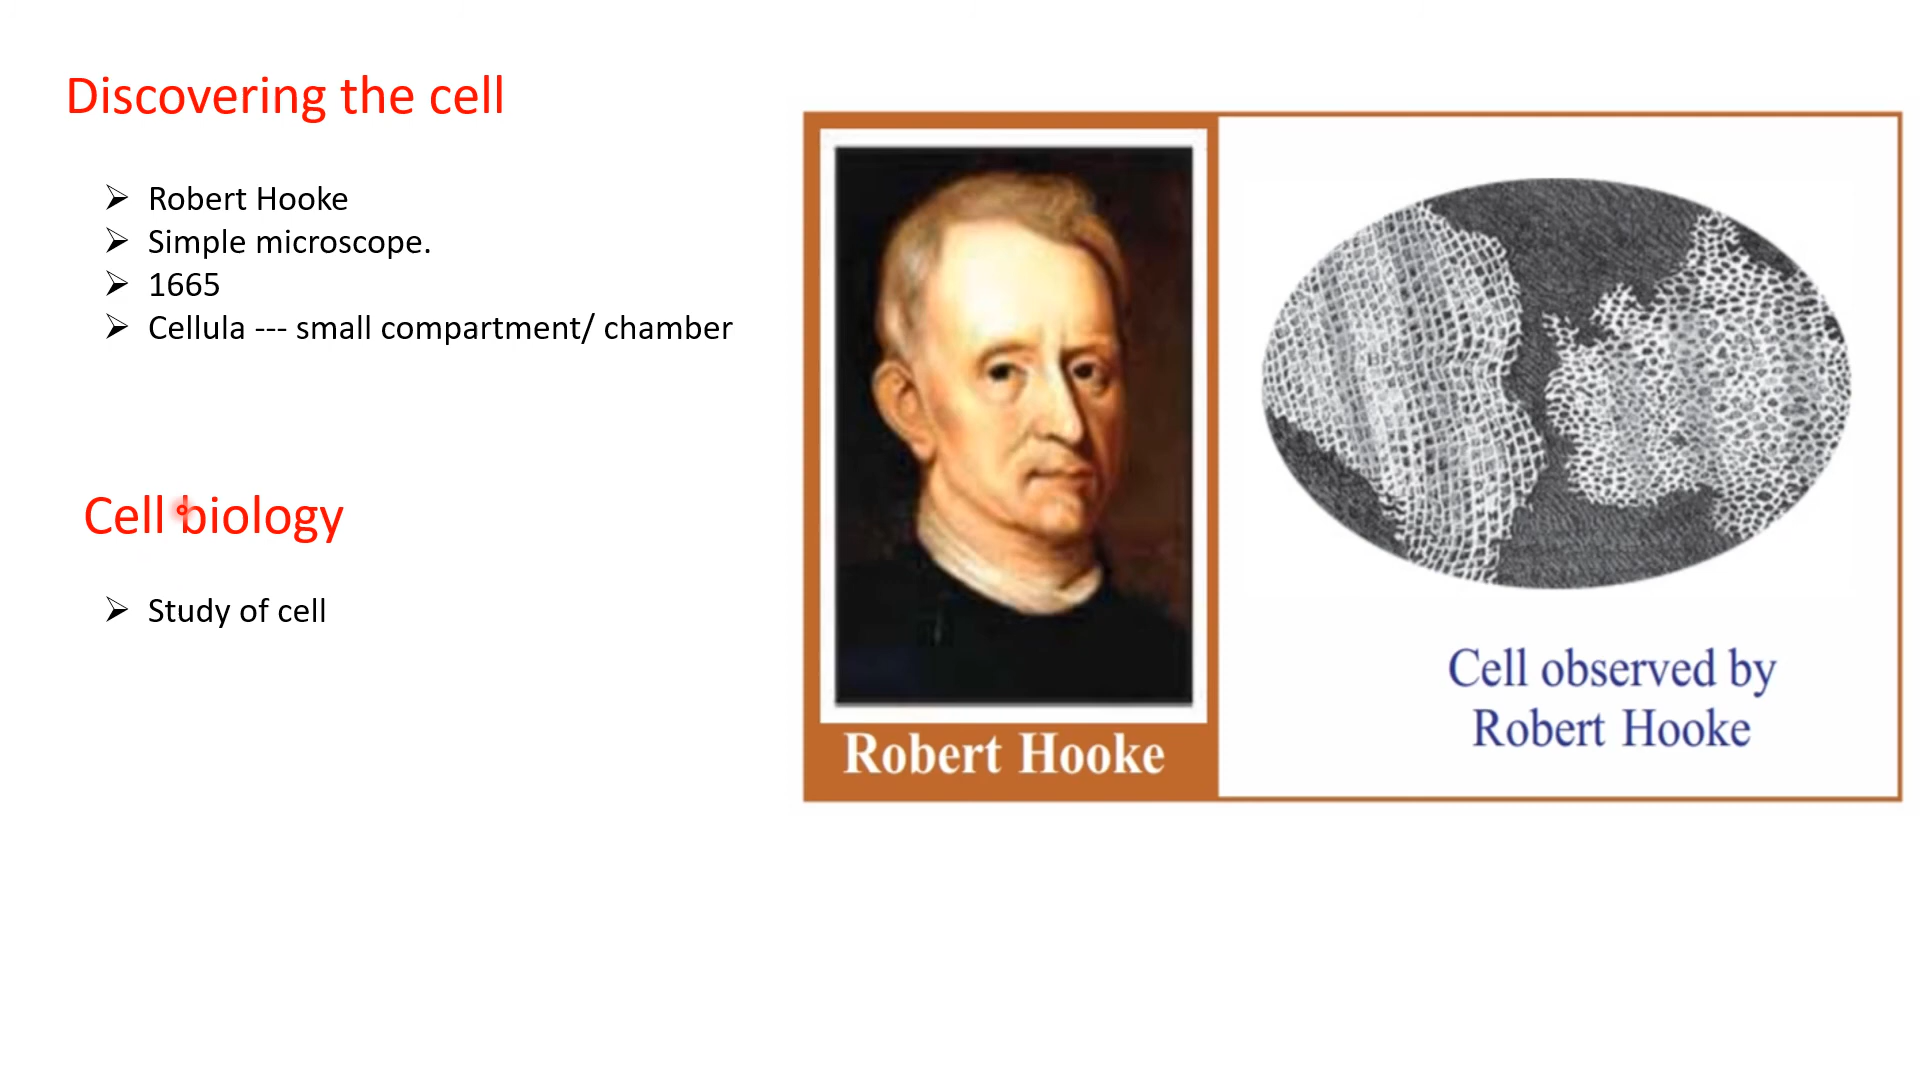 Discovering the cell
Robert Hooke
Simple microscope.
1665
Cellula --- small compartment/ chamber
Cell biology
Study of cell
Robert Hooke
Cell observed by
Robert Hooke